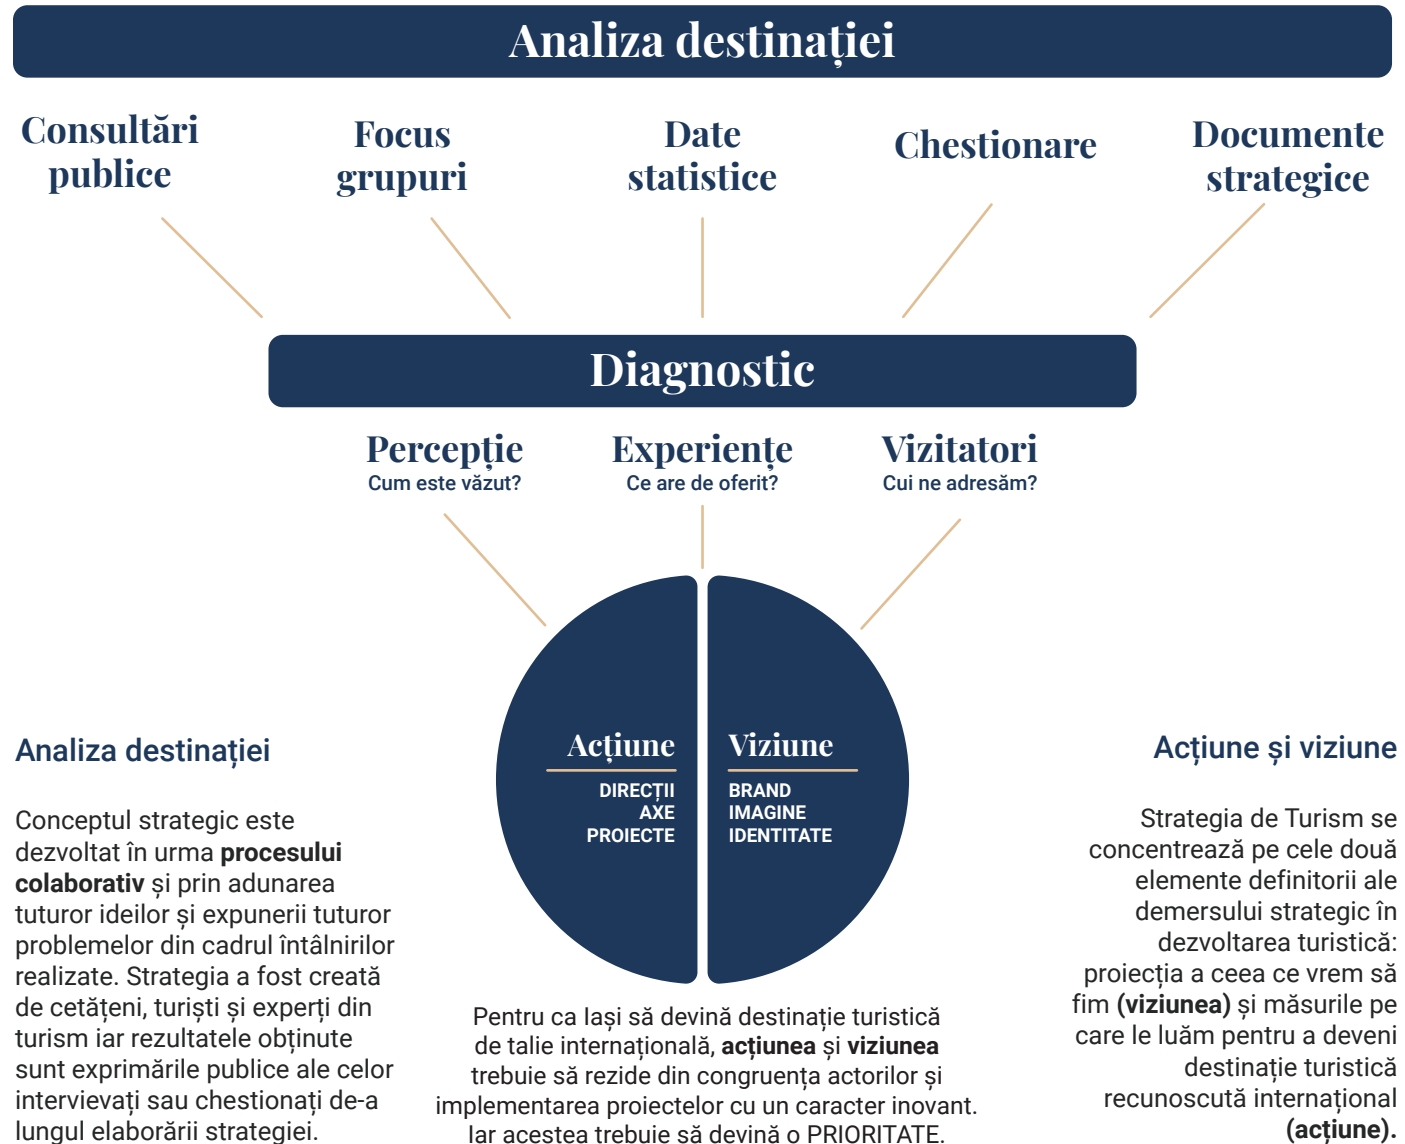 Analiza destinației
Consultări
publice
Focus
grupuri
Date
statistice
Chestionare
Documente
strategice
Diagnostic
Percepție
Cum este văzut?
Experiențe
Ce are de oferit?
Vizitatori
Cui ne adresăm?
Acțiune
DIRECȚII
AXE
PROIECTE
Viziune
BRAND
IMAGINE
IDENTITATE
Analiza destinației
Conceptul strategic este
dezvoltat în urma procesului
colaborativ și prin adunarea
tuturor ideilor și expunerii tuturor
problemelor din cadrul întâlnirilor
realizate. Strategia a fost creată
de cetățeni, turiști și experți din
turism iar rezultatele obținute
sunt exprimările publice ale celor
intervievați sau chestionați de-a
lungul elaborării strategiei.
Pentru ca Iași să devină destinație turistică
de talie internațională, acțiunea și viziunea
trebuie să rezide din congruența actorilor și
implementarea proiectelor cu un caracter inovant.
Iar acestea trebuie să devină o PRIORITATE.
Acțiune și viziune
Strategia de Turism se
concentrează pe cele două
elemente definitorii ale
demersului strategic în
dezvoltarea turistică:
proiecția a ceea ce vrem să
fim (viziunea) și măsurile pe
care le luăm pentru a deveni
destinație turistică
recunoscută internațional
(acțiune).